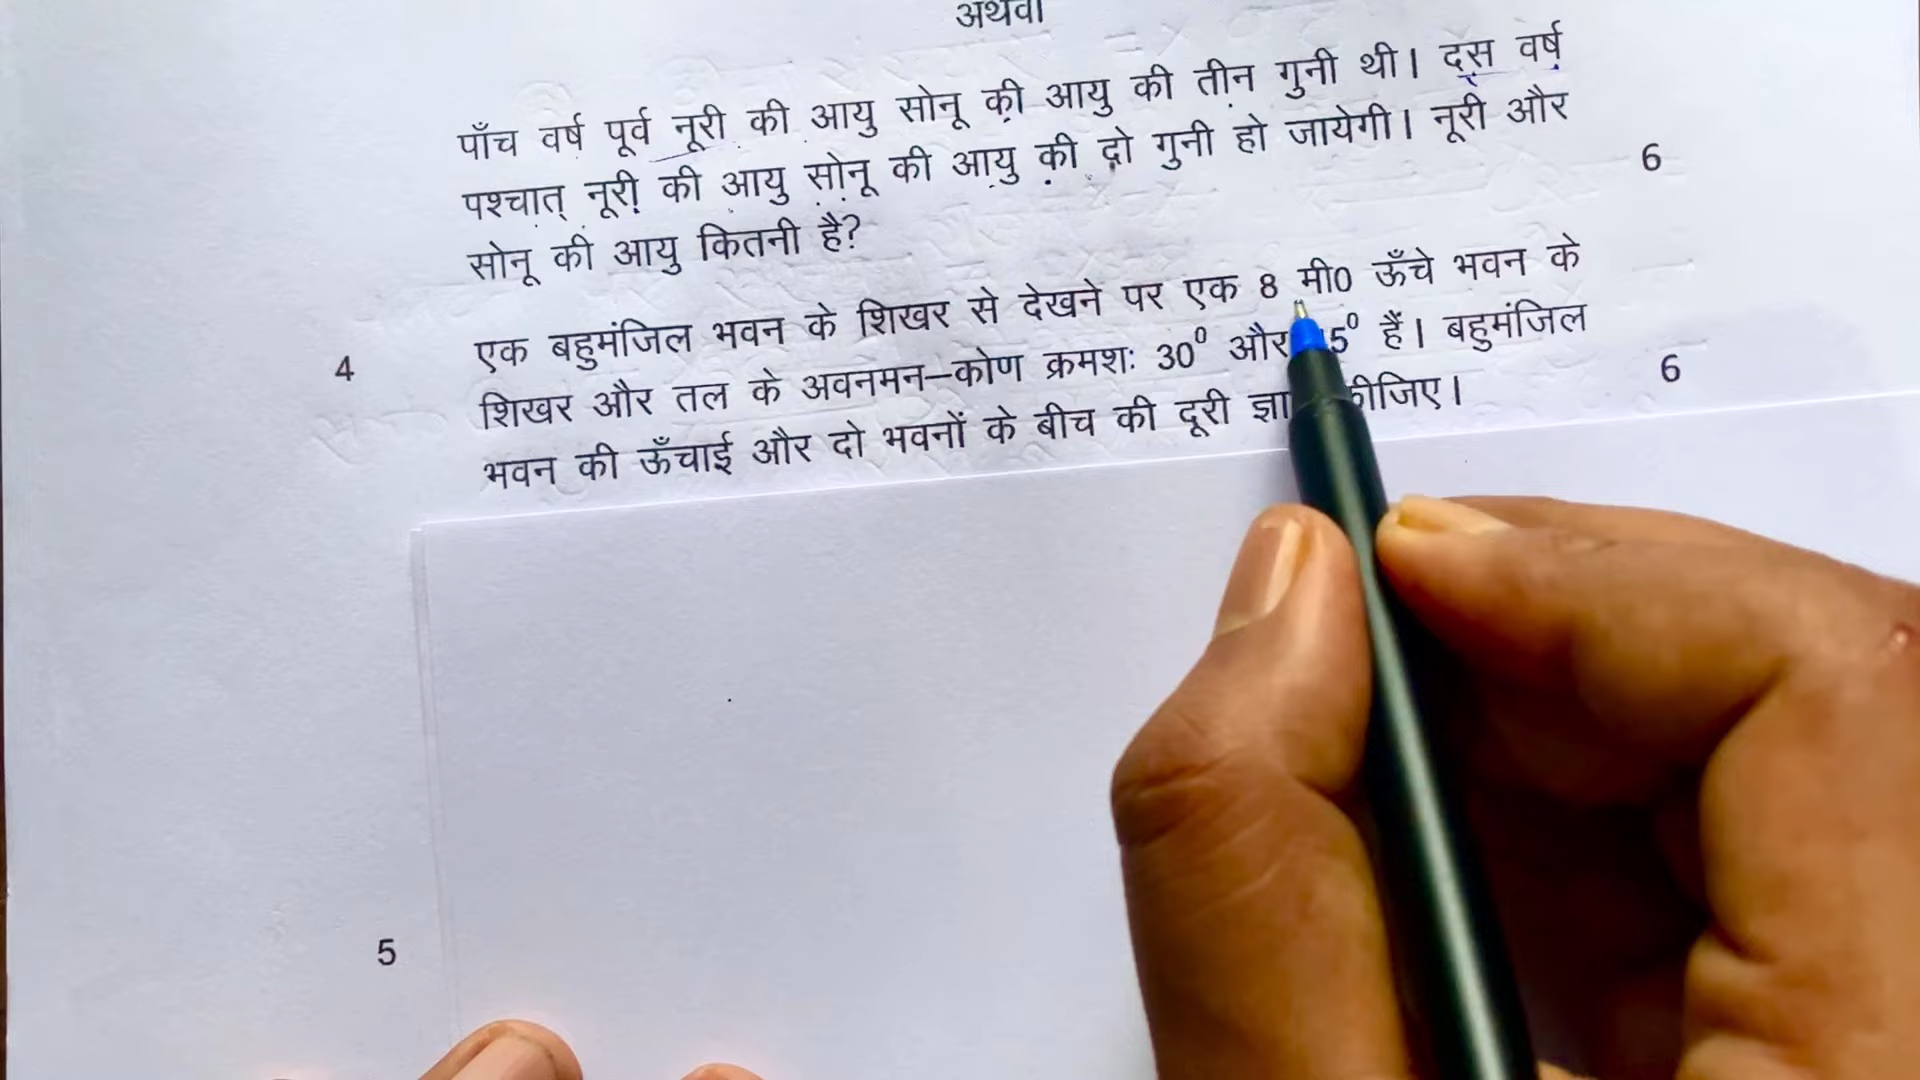 अथवा
पाँच वर्ष पूर्व नूरी की आयु सोनू की आयु की तीन गुनी थी। दस वर्ष
पश्चात् नूरी की आयु सोनू की आयु की दो गुनी हो जायेगी। नूरी और
सोनू की आयु कितनी है?
6
4
एक बहुमंजिल भवन के शिखर से देखने पर एक 8 मी0 ऊँचे भवन के
शिखर और तल के अवनमन–कोण क्रमशः 30⁰ और 5⁰ हैं। बहुमंजिल
भवन की ऊँचाई और दो भवनों के बीच की दूरी
6
5